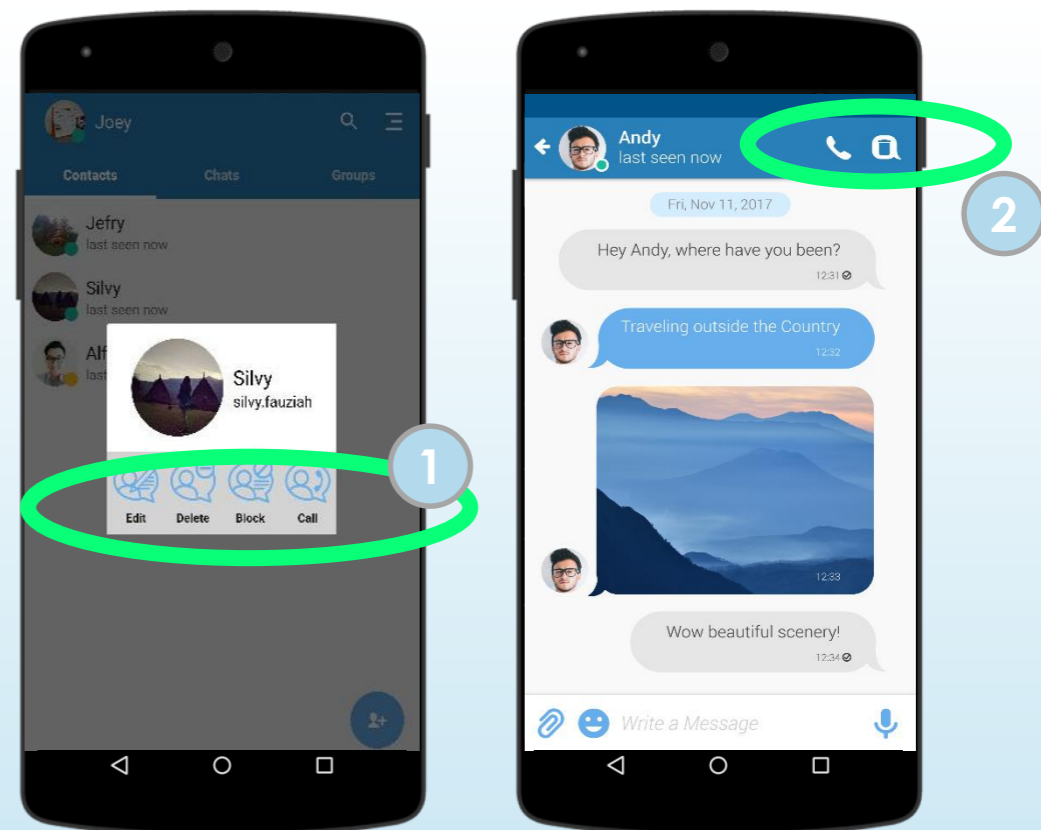 Joey
Contacts Chats Groups
Jefry
last seen now
Silvy
last seen now
Alf
last
Silvy
silvy.fauziah
Edit Delete Block Call
1
Andy
last seen now
2
Fri, Nov 11, 2017
Hey Andy, where have you been?
12:31
Traveling outside the Country
12:32
12:33
Wow beautiful scenery!
12:34
Write a Message